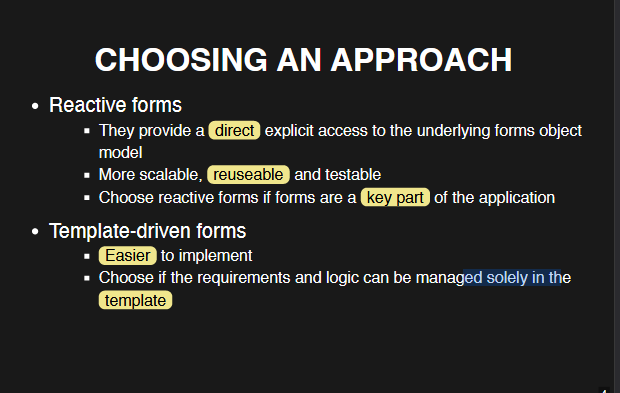 CHOOSING AN APPROACH
Reactive forms
They provide a direct explicit access to the underlying forms object
model
More scalable, reuseable and testable
Choose reactive forms if forms are a key part of the application
Template-driven forms
Easier to implement
Choose if the requirements and logic can be managed solely in the
template